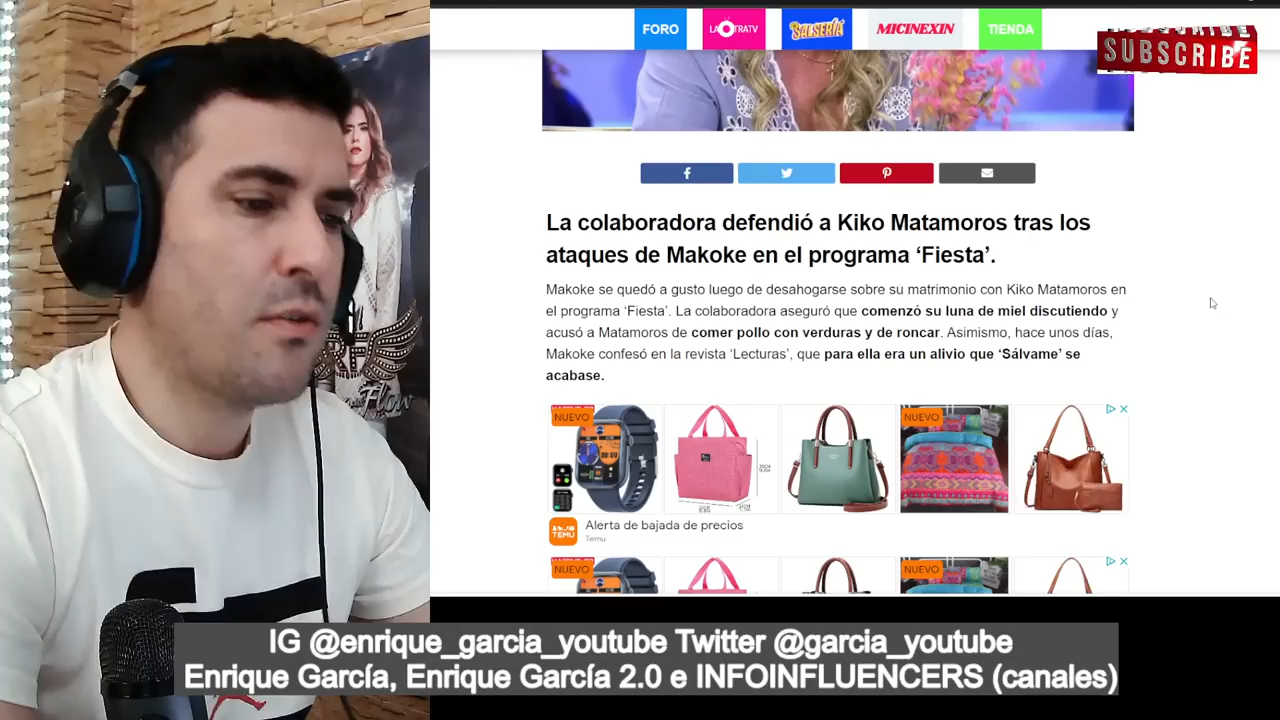 FORO
LA OTRATV
SALSERÍA
MICINEXIN
TIENDA
SUBSCRIBE
La colaboradora defendió a Kiko Matamoros tras los
ataques de Makoke en el programa ‘Fiesta’.
Makoke se quedó a gusto luego de desahogarse sobre su matrimonio con Kiko Matamoros en
el programa ‘Fiesta’. La colaboradora aseguró que comenzó su luna de miel discutiendo y
acusó a Matamoros de comer pollo con verduras y de roncar. Asimismo, hace unos días,
Makoke confesó en la revista ‘Lecturas’, que para ella era un alivio que ‘Sálvame’ se
acabase.
NUEVO
NUEVO
TEMU
Alerta de bajada de precios
Temu
NUEVO
NUEVO
Flow
IG @enrique_garcia_youtube Twitter @garcia_youtube
Enrique García, Enrique García 2.0 e INFOINFLUENCERS (canales)